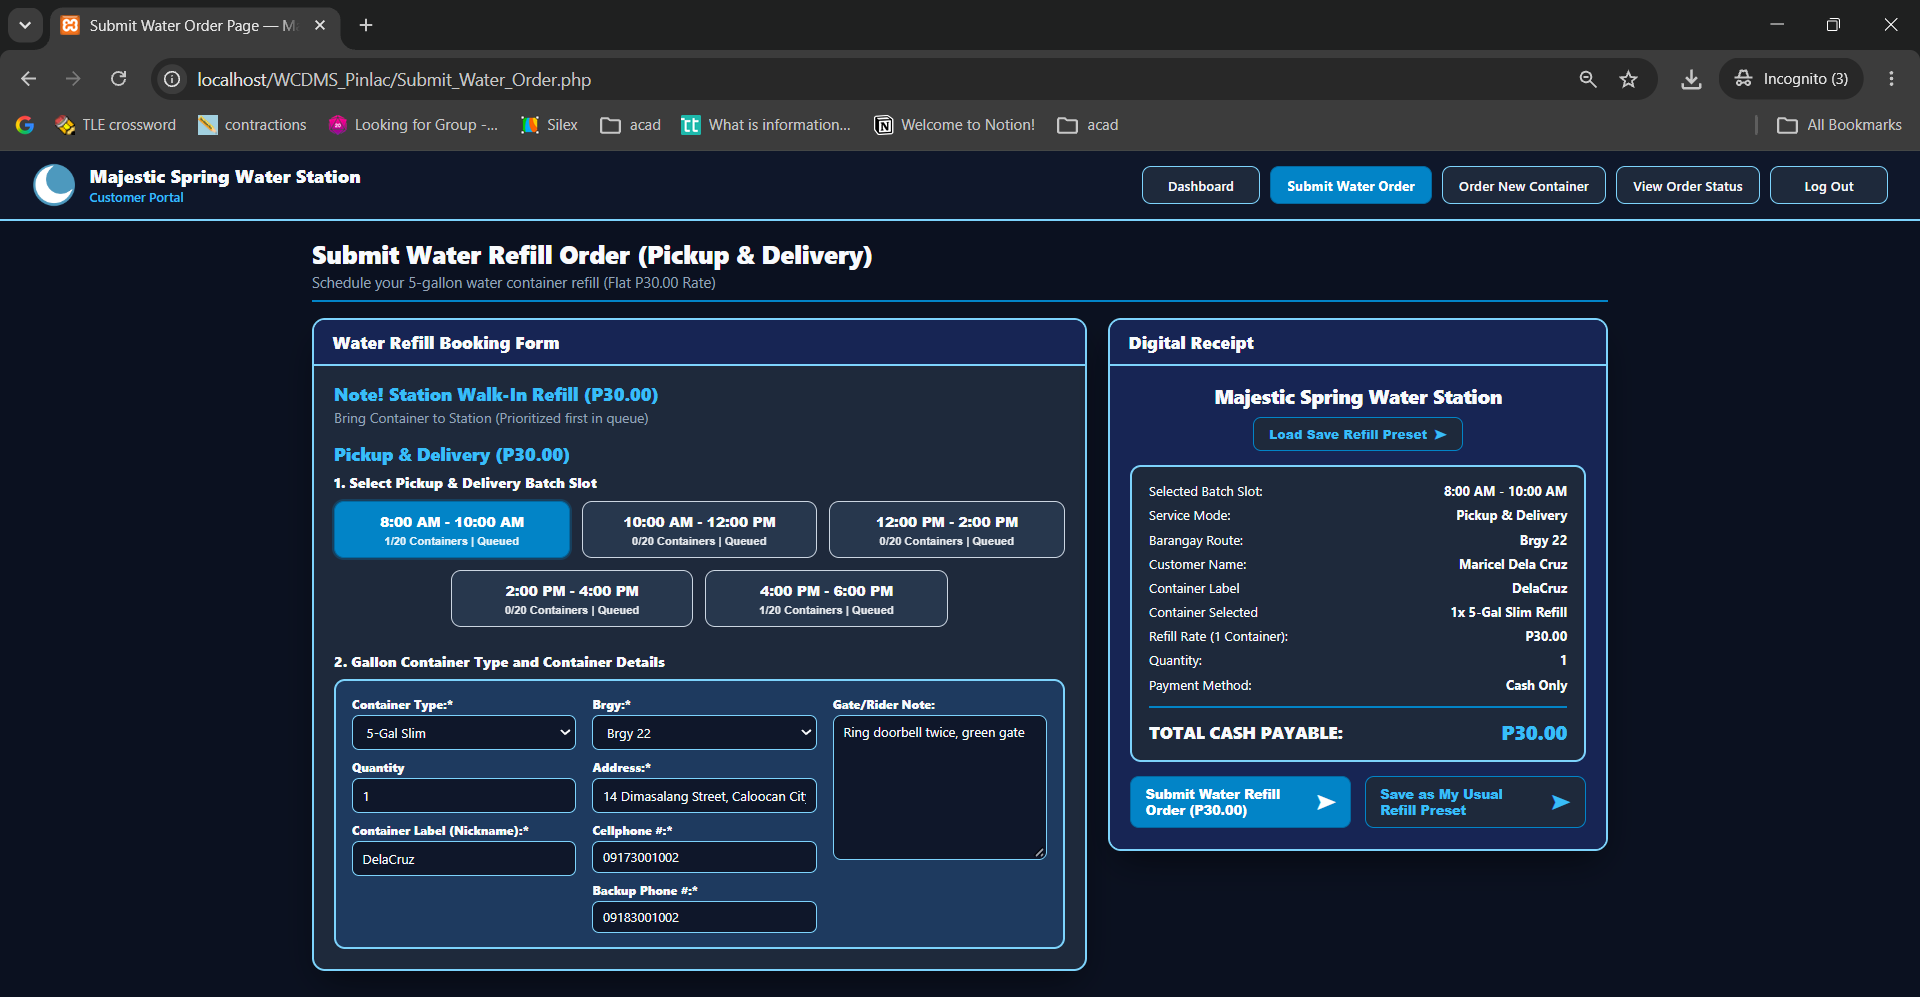 Submit Water Order Page — M
localhost/WCDMS_Pinlac/Submit_Water_Order.php
Incognito (3)
TLE crossword
contractions
Looking for Group -...
Silex
acad
What is information...
Welcome to Notion!
acad
All Bookmarks
Majestic Spring Water Station
Customer Portal
Dashboard
Submit Water Order
Order New Container
View Order Status
Log Out
Submit Water Refill Order (Pickup & Delivery)
Schedule your 5-gallon water container refill (Flat P30.00 Rate)
Water Refill Booking Form
Note! Station Walk-In Refill (P30.00)
Bring Container to Station (Prioritized first in queue)
Pickup & Delivery (P30.00)
1. Select Pickup & Delivery Batch Slot
8:00 AM - 10:00 AM
1/20 Containers | Queued
10:00 AM - 12:00 PM
0/20 Containers | Queued
12:00 PM - 2:00 PM
0/20 Containers | Queued
2:00 PM - 4:00 PM
0/20 Containers | Queued
4:00 PM - 6:00 PM
1/20 Containers | Queued
2. Gallon Container Type and Container Details
Container Type:*
5-Gal Slim
Quantity
1
Container Label (Nickname):*
DelaCruz
Brgy:*
Brgy 22
Address:*
14 Dimasalang Street, Caloocan Cit
Cellphone #:*
09173001002
Backup Phone #:*
09183001002
Gate/Rider Note:
Ring doorbell twice, green gate
Digital Receipt
Majestic Spring Water Station
Load Save Refill Preset ➤
Selected Batch Slot: 8:00 AM - 10:00 AM
Service Mode: Pickup & Delivery
Barangay Route: Brgy 22
Customer Name: Maricel Dela Cruz
Container Label DelaCruz
Container Selected 1x 5-Gal Slim Refill
Refill Rate (1 Container): P30.00
Quantity: 1
Payment Method: Cash Only
TOTAL CASH PAYABLE: P30.00
Submit Water Refill
Order (P30.00) ➤
Save as My Usual
Refill Preset ➤